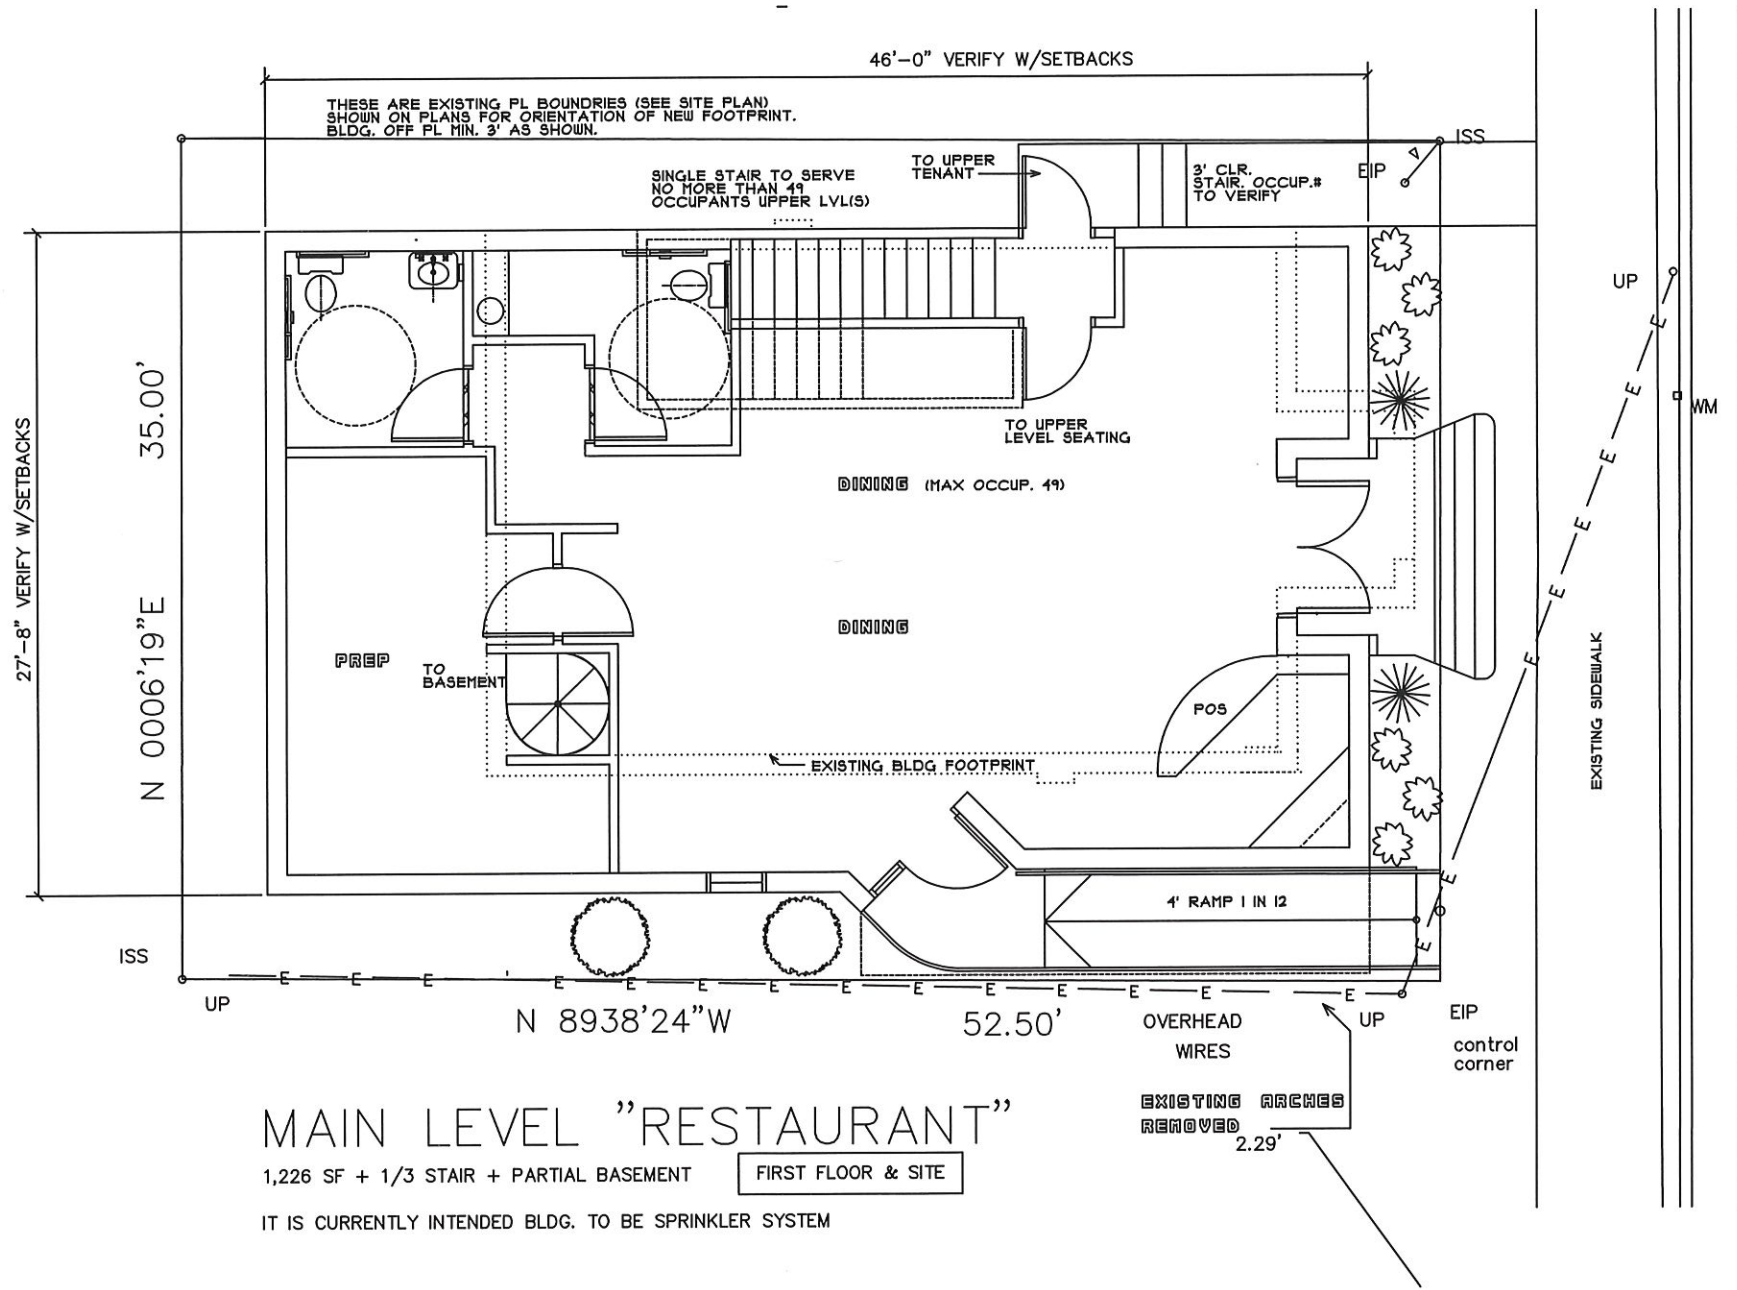 46'-0" VERIFY W/SETBACKS
THESE ARE EXISTING PL BOUNDRIES (SEE SITE PLAN)
SHOWN ON PLANS FOR ORIENTATION OF NEW FOOTPRINT.
BLDG. OFF PL MIN. 3' AS SHOWN.
ISS
TO UPPER
TENANT
SINGLE STAIR TO SERVE
NO MORE THAN 49
OCCUPANTS UPPER LVL(S)
3' CLR.
STAIR. OCCUP.#
TO VERIFY
EIP
UP
E
E
WM
E
E
E
E
E
E
E
27'-8" VERIFY W/SETBACKS
35.00'
N 0006'19"E
TO UPPER
LEVEL SEATING
DINING (MAX OCCUP. 49)
DINING
PREP
TO
BASEMENT
POS
EXISTING BLDG FOOTPRINT
EXISTING SIDEWALK
4' RAMP 1 IN 12
ISS
UP
E E E E E E E E E E E E E E
N 8938'24"W
52.50'
OVERHEAD
WIRES
UP
EIP
control
corner
EXISTING ARCHES
REMOVED
2.29'
MAIN LEVEL "RESTAURANT"
1,226 SF + 1/3 STAIR + PARTIAL BASEMENT
FIRST FLOOR & SITE
IT IS CURRENTLY INTENDED BLDG. TO BE SPRINKLER SYSTEM